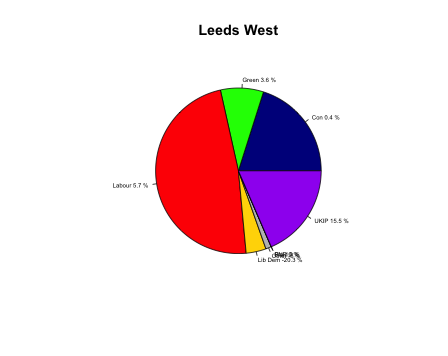 Leeds West
Green 3.6 %
Con 0.4 %
Labour 5.7 %
UKIP 15.5 %
Lib Dem -20.3 %